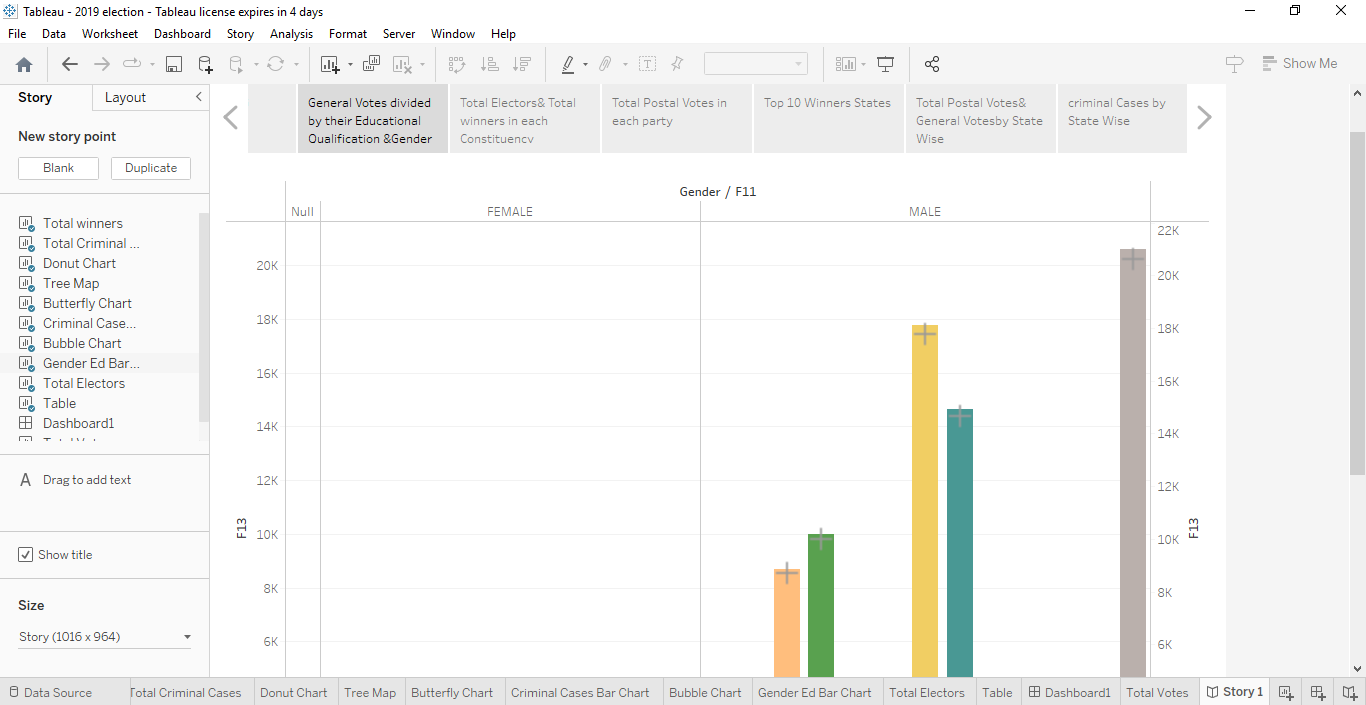 Tableau - 2019 election - Tableau license expires in 4 days
File Data Worksheet Dashboard Story Analysis Format Server Window Help
Show Me
Story Layout
New story point
Blank Duplicate
Total winners
Total Criminal ...
Donut Chart
Tree Map
Butterfly Chart
Criminal Case...
Bubble Chart
Gender Ed Bar...
Total Electors
Table
Dashboard1
A Drag to add text
Show title
Size
Story (1016 x 964)
General Votes divided
by their Educational
Qualification &Gender
Total Electors& Total
winners in each
Constituency
Total Postal Votes in
each party
Top 10 Winners States
Total Postal Votes&
General Votesby State
Wise
criminal Cases by
State Wise
Gender / F11
Null FEMALE MALE
20K
18K
16K
14K
12K
10K
8K
6K
F13
22K
20K
18K
16K
14K
12K
10K
8K
6K
F13
Data Source Total Criminal Cases Donut Chart Tree Map Butterfly Chart Criminal Cases Bar Chart Bubble Chart Gender Ed Bar Chart Total Electors Table Dashboard1 Total Votes Story 1